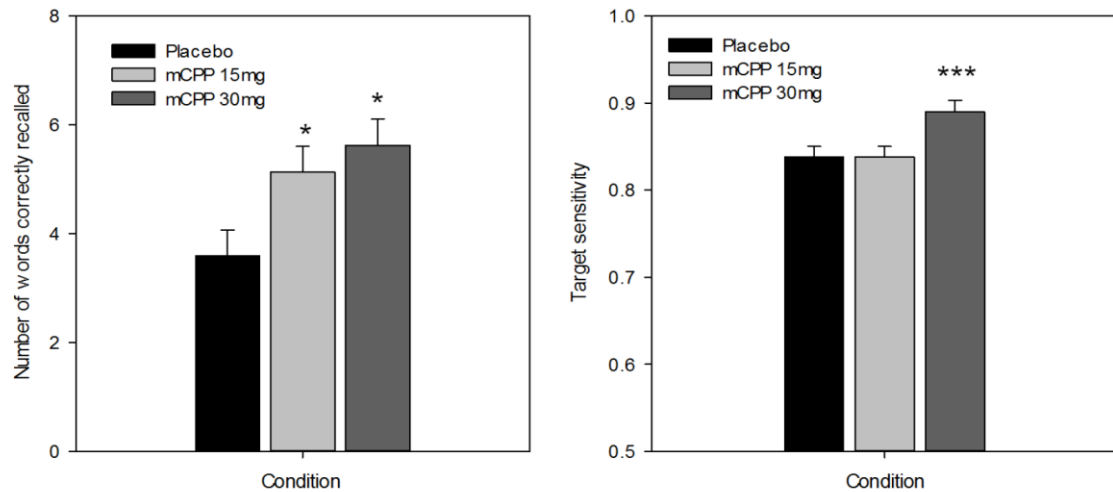 Number of words correctly recalled
8
6
4
2
0
Placebo
mCPP 15mg
mCPP 30mg
*
*
Condition
Target sensitivity
1.0
0.9
0.8
0.7
0.6
0.5
Placebo
mCPP 15mg
mCPP 30mg
***
Condition